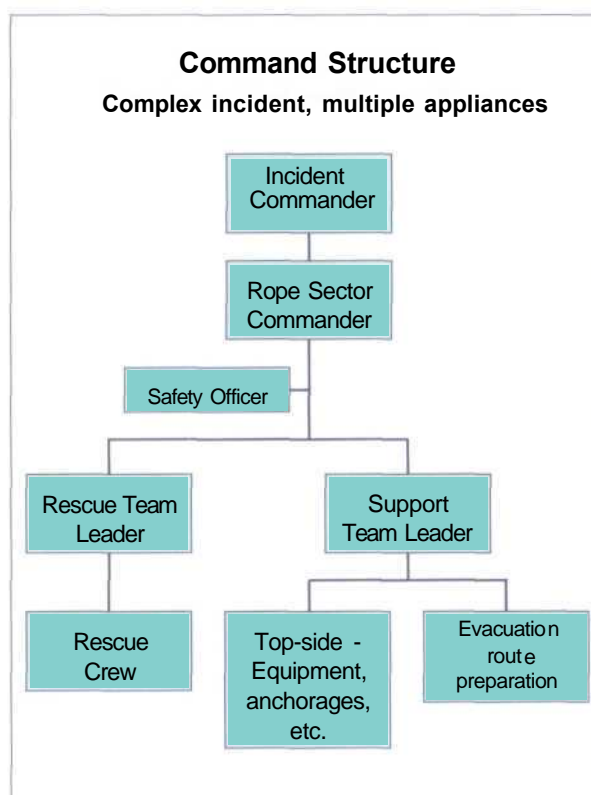 Command Structure
Complex incident, multiple appliances
Incident
Commander
Rope Sector
Commander
Safety Officer
Rescue Team
Leader
Support
Team Leader
Rescue
Crew
Top-side -
Equipment,
anchorages,
etc.
Evacuation
route
preparation